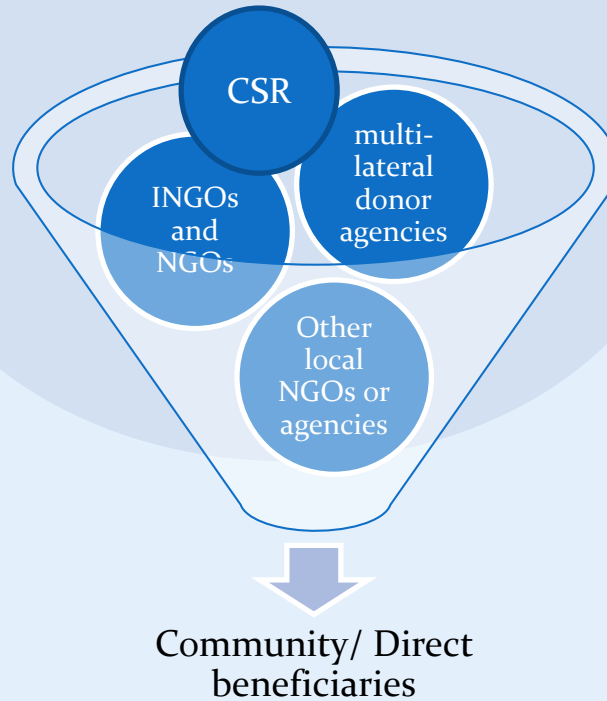 CSR
multi-
lateral
donor
agencies
INGOs
and
NGOs
Other
local
NGOs or
agencies
Community/ Direct
beneficiaries